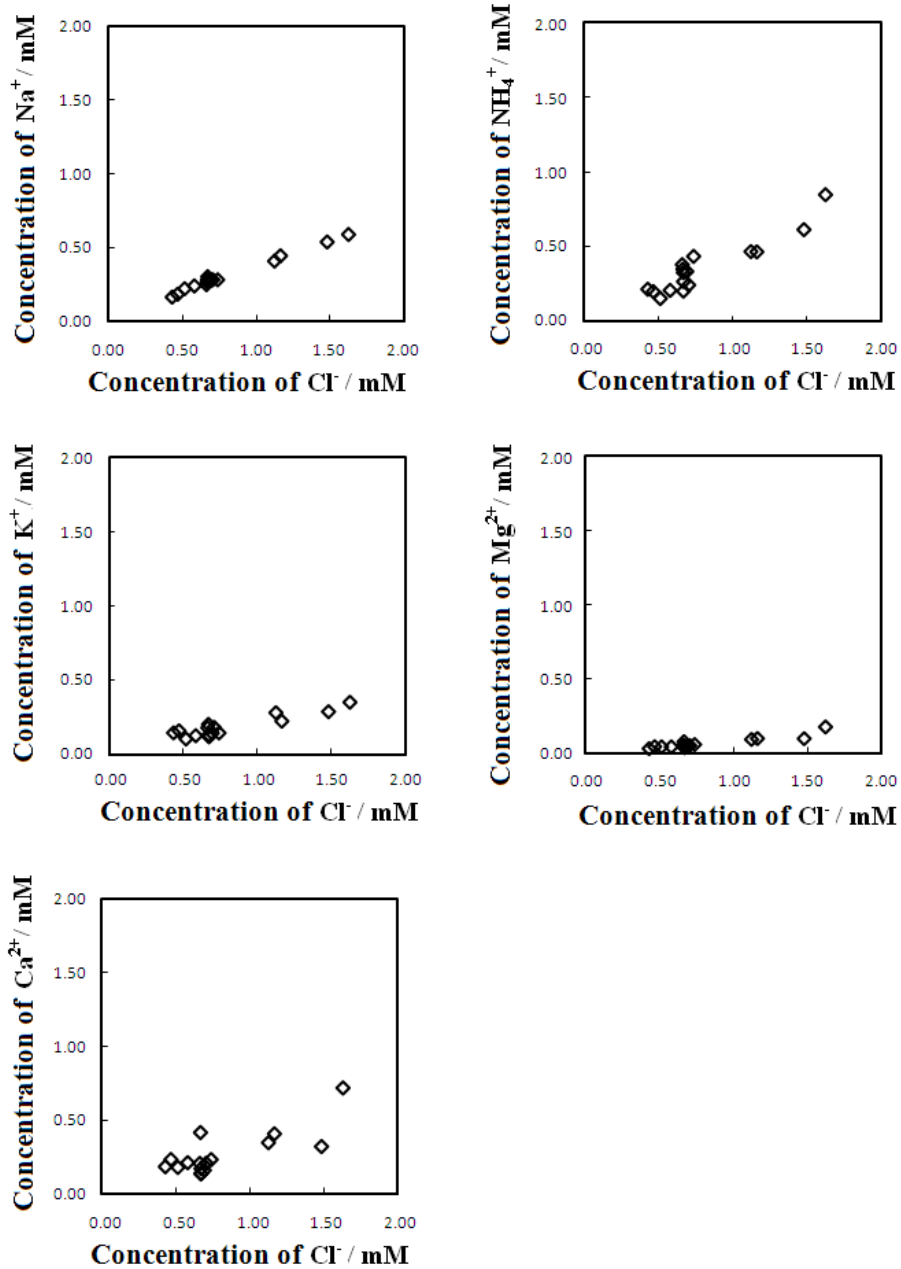 Concentration of Na⁺ / mM
2.00
1.50
1.00
0.50
0.00
0.00 0.50 1.00 1.50 2.00
Concentration of Cl⁻ / mM
Concentration of NH₄⁺ / mM
2.00
1.50
1.00
0.50
0.00
0.00 0.50 1.00 1.50 2.00
Concentration of Cl⁻ / mM
Concentration of K⁺ / mM
2.00
1.50
1.00
0.50
0.00
0.00 0.50 1.00 1.50 2.00
Concentration of Cl⁻ / mM
Concentration of Mg²⁺ / mM
2.00
1.50
1.00
0.50
0.00
0.00 0.50 1.00 1.50 2.00
Concentration of Cl⁻ / mM
Concentration of Ca²⁺ / mM
2.00
1.50
1.00
0.50
0.00
0.00 0.50 1.00 1.50 2.00
Concentration of Cl⁻ / mM